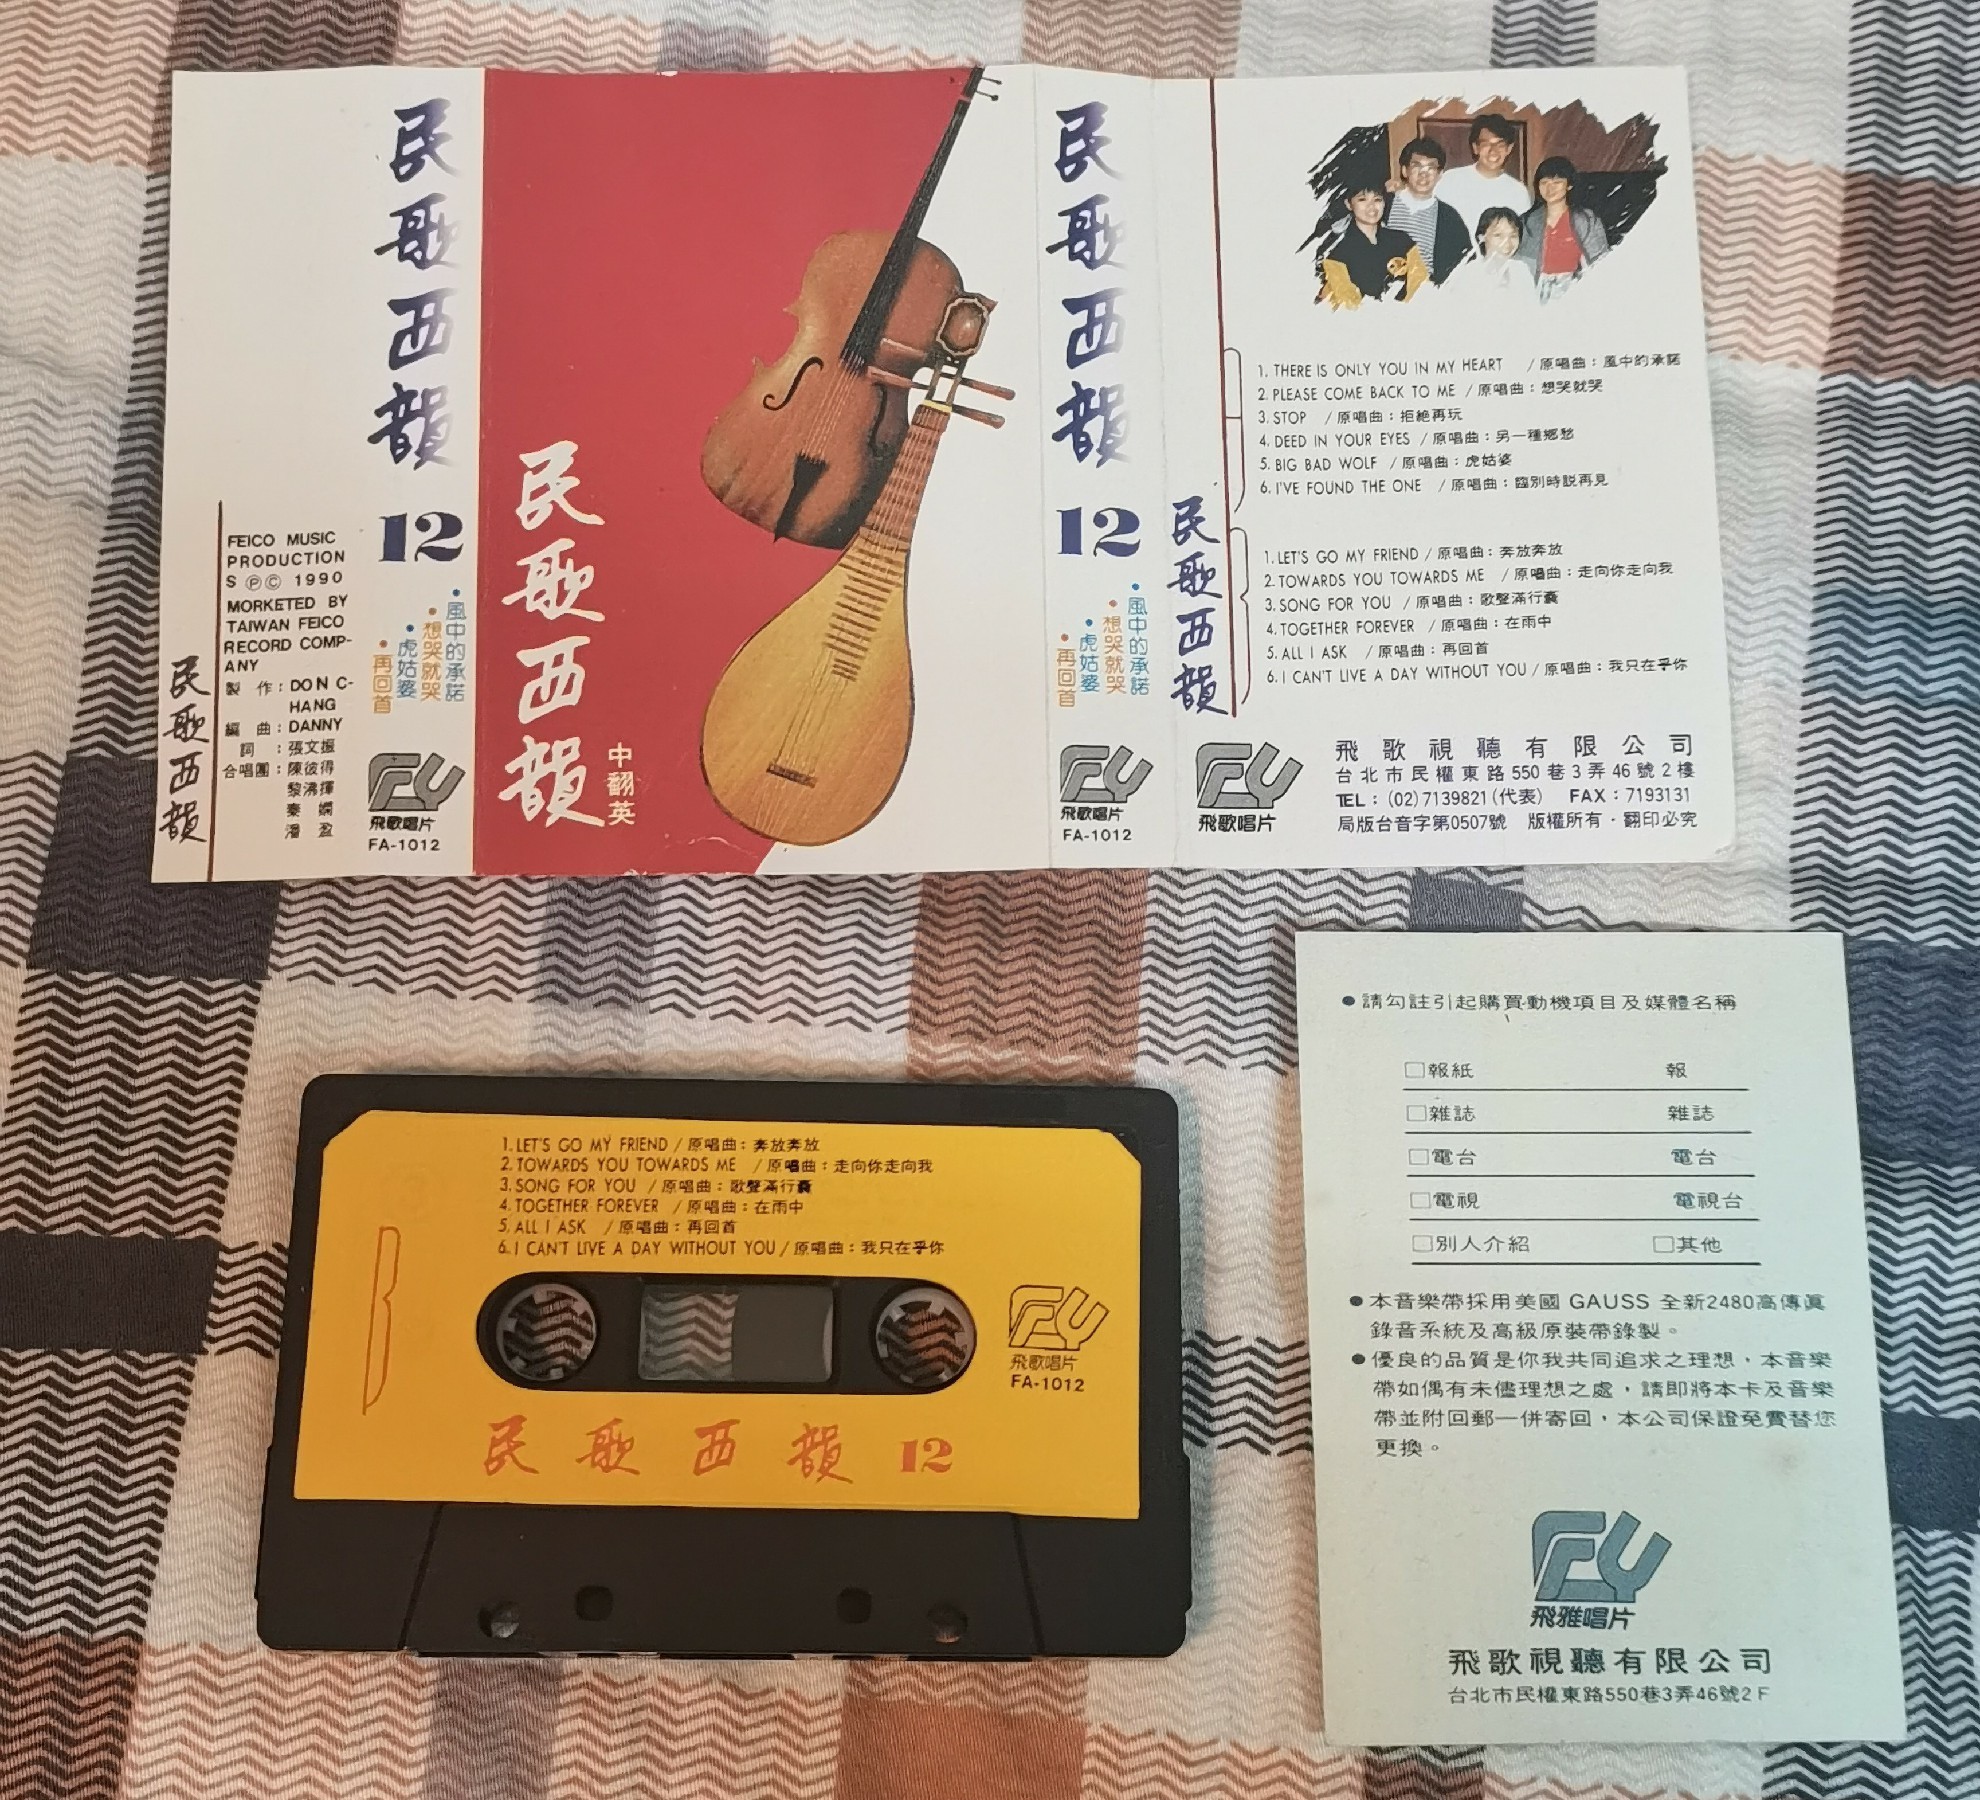 民歌西韻
FEICO MUSIC
PRODUCTION
S ⓅⒸ 1990
MORKETED BY
TAIWAN FEICO
RECORD COMP-
ANY
製 作：DON C-
HANG
編 曲：DANNY
詞 ：張文振
合唱團：陳彼得
黎沸揮
秦 嫻
潘 盈
民歌西韻
12
•風中的承諾
•想哭就哭
•虎姑婆
•再回首
飛歌唱片
FA-1012
民歌西韻
中翻英
民歌西韻
12
•風中的承諾
•想哭就哭
•虎姑婆
•再回首
飛歌唱片
FA-1012
民歌西韻
1. THERE IS ONLY YOU IN MY HEART /原唱曲：風中的承諾
2. PLEASE COME BACK TO ME /原唱曲：想哭就哭
3. STOP /原唱曲：拒絕再玩
4. DEED IN YOUR EYES /原唱曲：另一種鄉愁
5. BIG BAD WOLF /原唱曲：虎姑婆
6. I'VE FOUND THE ONE /原唱曲：臨別時説再見
1. LET'S GO MY FRIEND /原唱曲：奔放奔放
2. TOWARDS YOU TOWARDS ME /原唱曲：走向你走向我
3. SONG FOR YOU /原唱曲：歌聲滿行囊
4. TOGETHER FOREVER /原唱曲：在雨中
5. ALL I ASK /原唱曲：再回首
6. I CAN'T LIVE A DAY WITHOUT YOU /原唱曲：我只在乎你
飛歌唱片
飛歌視聽有限公司
台北市民權東路550巷3弄46號2樓
TEL：(02)7139821(代表) FAX：7193131
局版台音字第0507號 版權所有・翻印必究
1. LET'S GO MY FRIEND /原唱曲：奔放奔放
2. TOWARDS YOU TOWARDS ME /原唱曲：走向你走向我
3. SONG FOR YOU /原唱曲：歌聲滿行囊
4. TOGETHER FOREVER /原唱曲：在雨中
5. ALL I ASK /原唱曲：再回首
6. I CAN'T LIVE A DAY WITHOUT YOU /原唱曲：我只在乎你
B
飛歌唱片
FA-1012
民歌西韻 12
●請勾註引起購買動機項目及媒體名稱
□報紙 報
□雜誌 雜誌
□電台 電台
□電視 電視台
□別人介紹 □其他
●本音樂帶採用美國 GAUSS 全新2480高傳眞
錄音系統及高級原裝帶錄製。
●優良的品質是你我共同追求之理想，本音樂
帶如偶有未儘理想之處，請即將本卡及音樂
帶並附回郵一併寄回，本公司保證免費替您
更換。
飛雅唱片
飛歌視聽有限公司
台北市民權東路550巷3弄46號2F